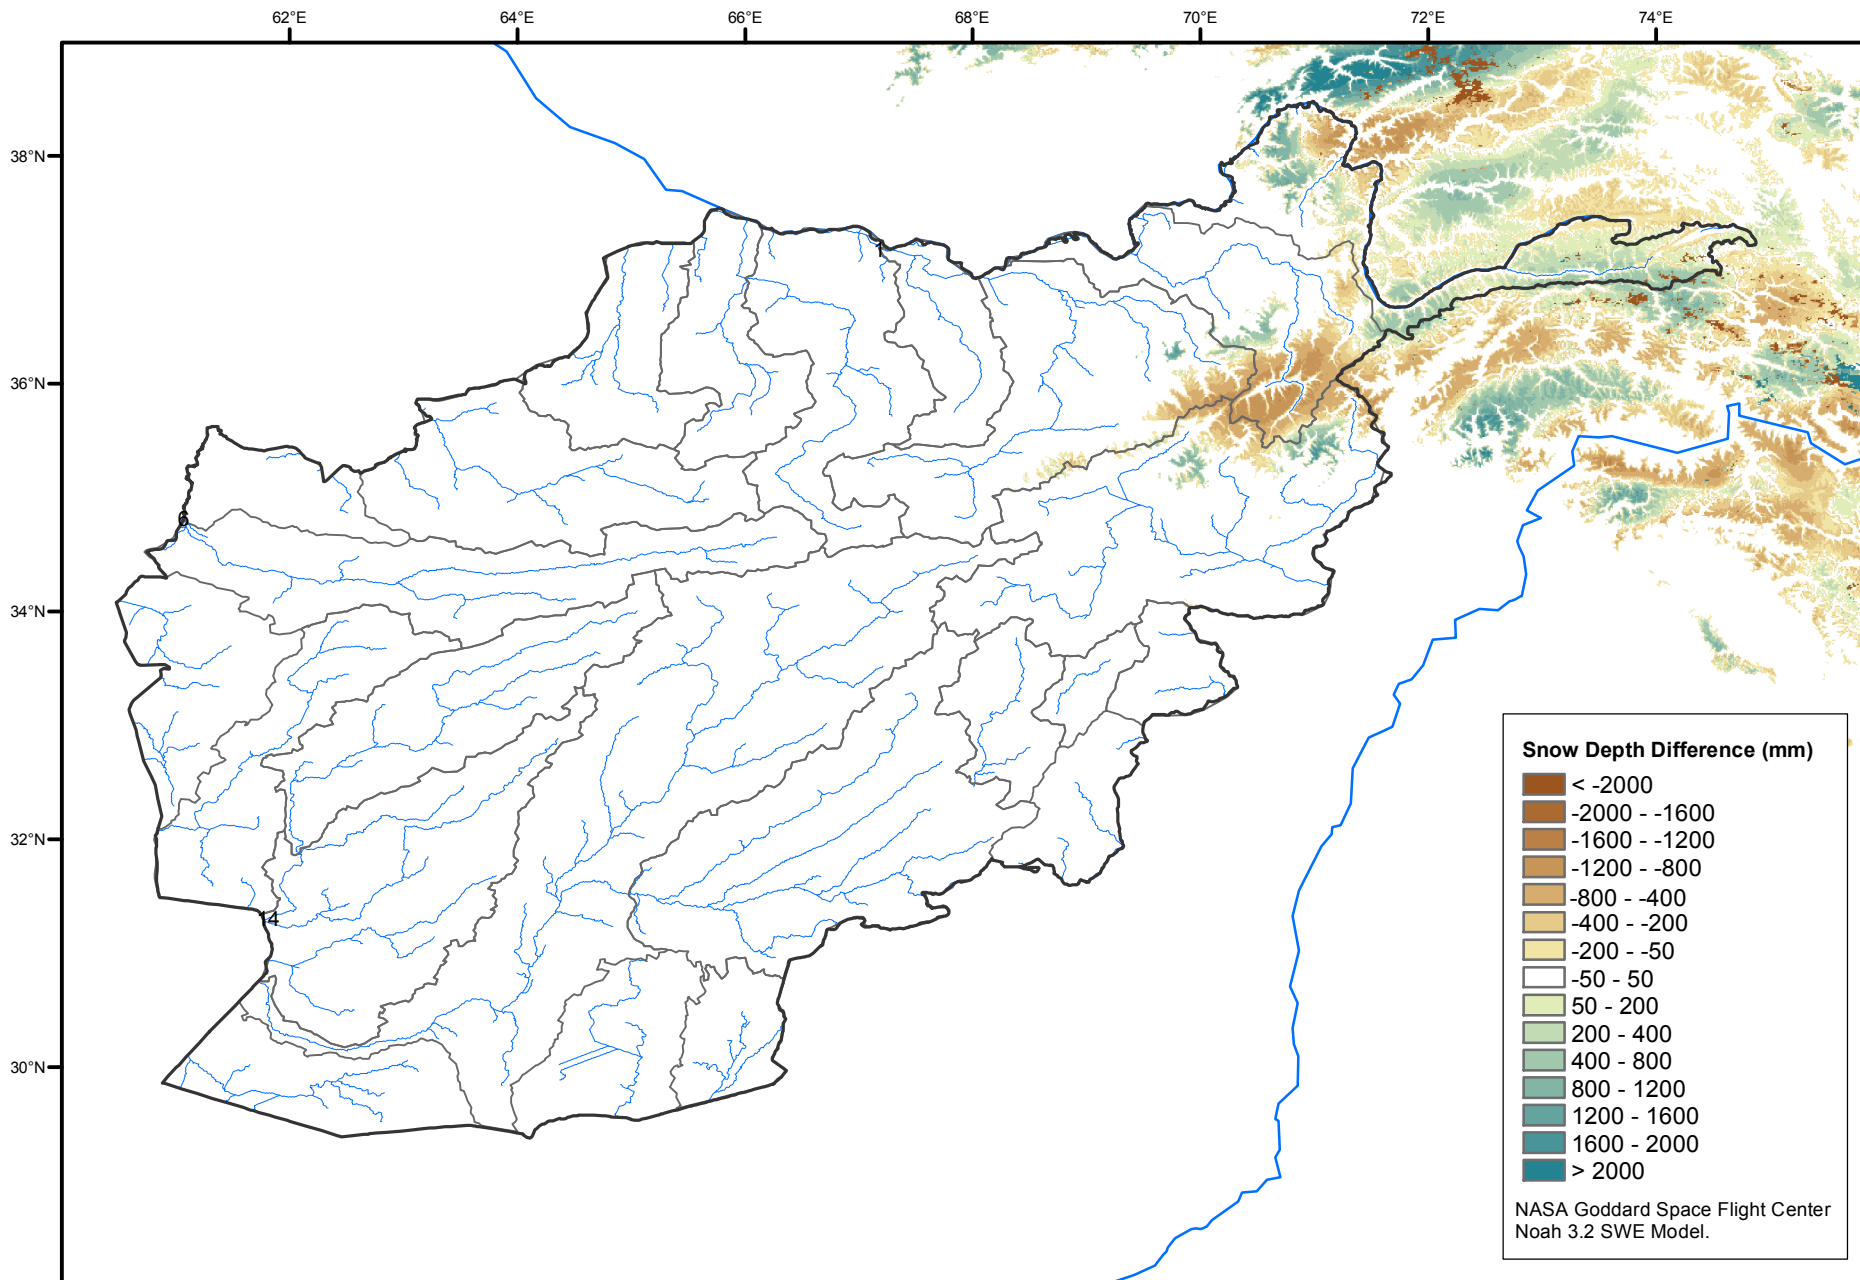 62°E 64°E 66°E 68°E 70°E 72°E 74°E
38°N
1
36°N
6
34°N
32°N
14
30°N
Snow Depth Difference (mm)
< -2000
-2000 - -1600
-1600 - -1200
-1200 - -800
-800 - -400
-400 - -200
-200 - -50
-50 - 50
50 - 200
200 - 400
400 - 800
800 - 1200
1200 - 1600
1600 - 2000
> 2000
NASA Goddard Space Flight Center
Noah 3.2 SWE Model.